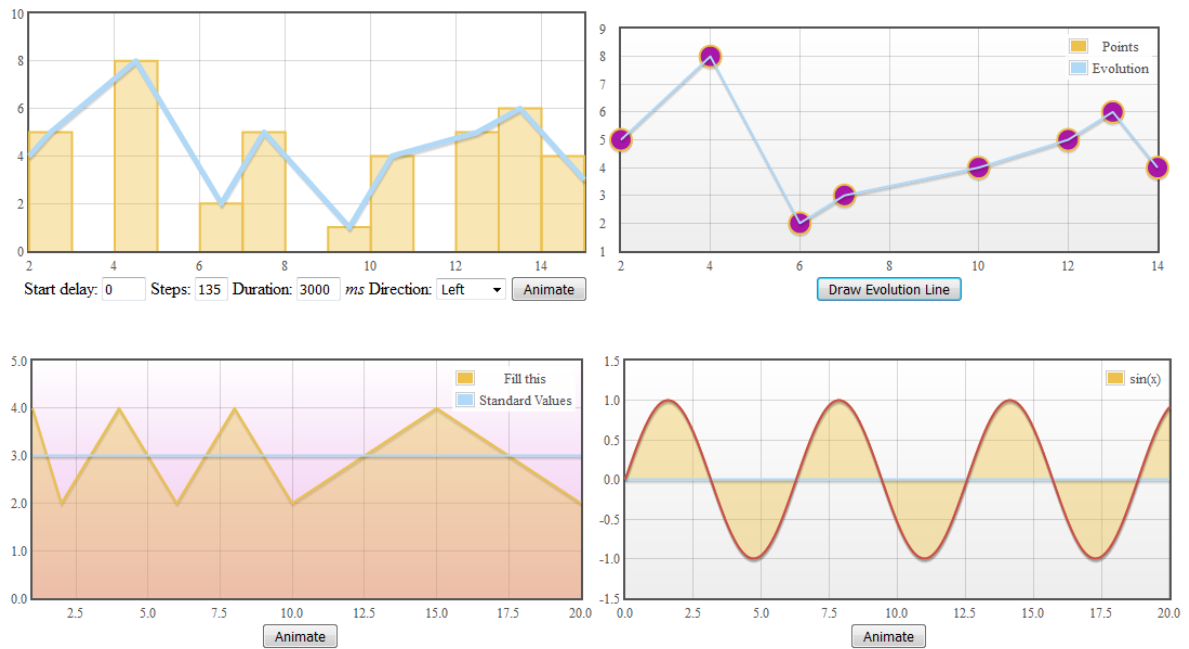 10
8
6
4
2
0
2 4 6 8 10 12 14
Start delay: 0 Steps: 135 Duration: 3000 ms Direction: Left Animate
9
8
7
6
5
4
3
2
1
Points
Evolution
2 4 6 8 10 12 14
Draw Evolution Line
5.0
4.0
3.0
2.0
1.0
0.0
Fill this
Standard Values
2.5 5.0 7.5 10.0 12.5 15.0 17.5 20.0
Animate
1.5
1.0
0.5
0.0
-0.5
-1.0
-1.5
sin(x)
0.0 2.5 5.0 7.5 10.0 12.5 15.0 17.5 20.0
Animate